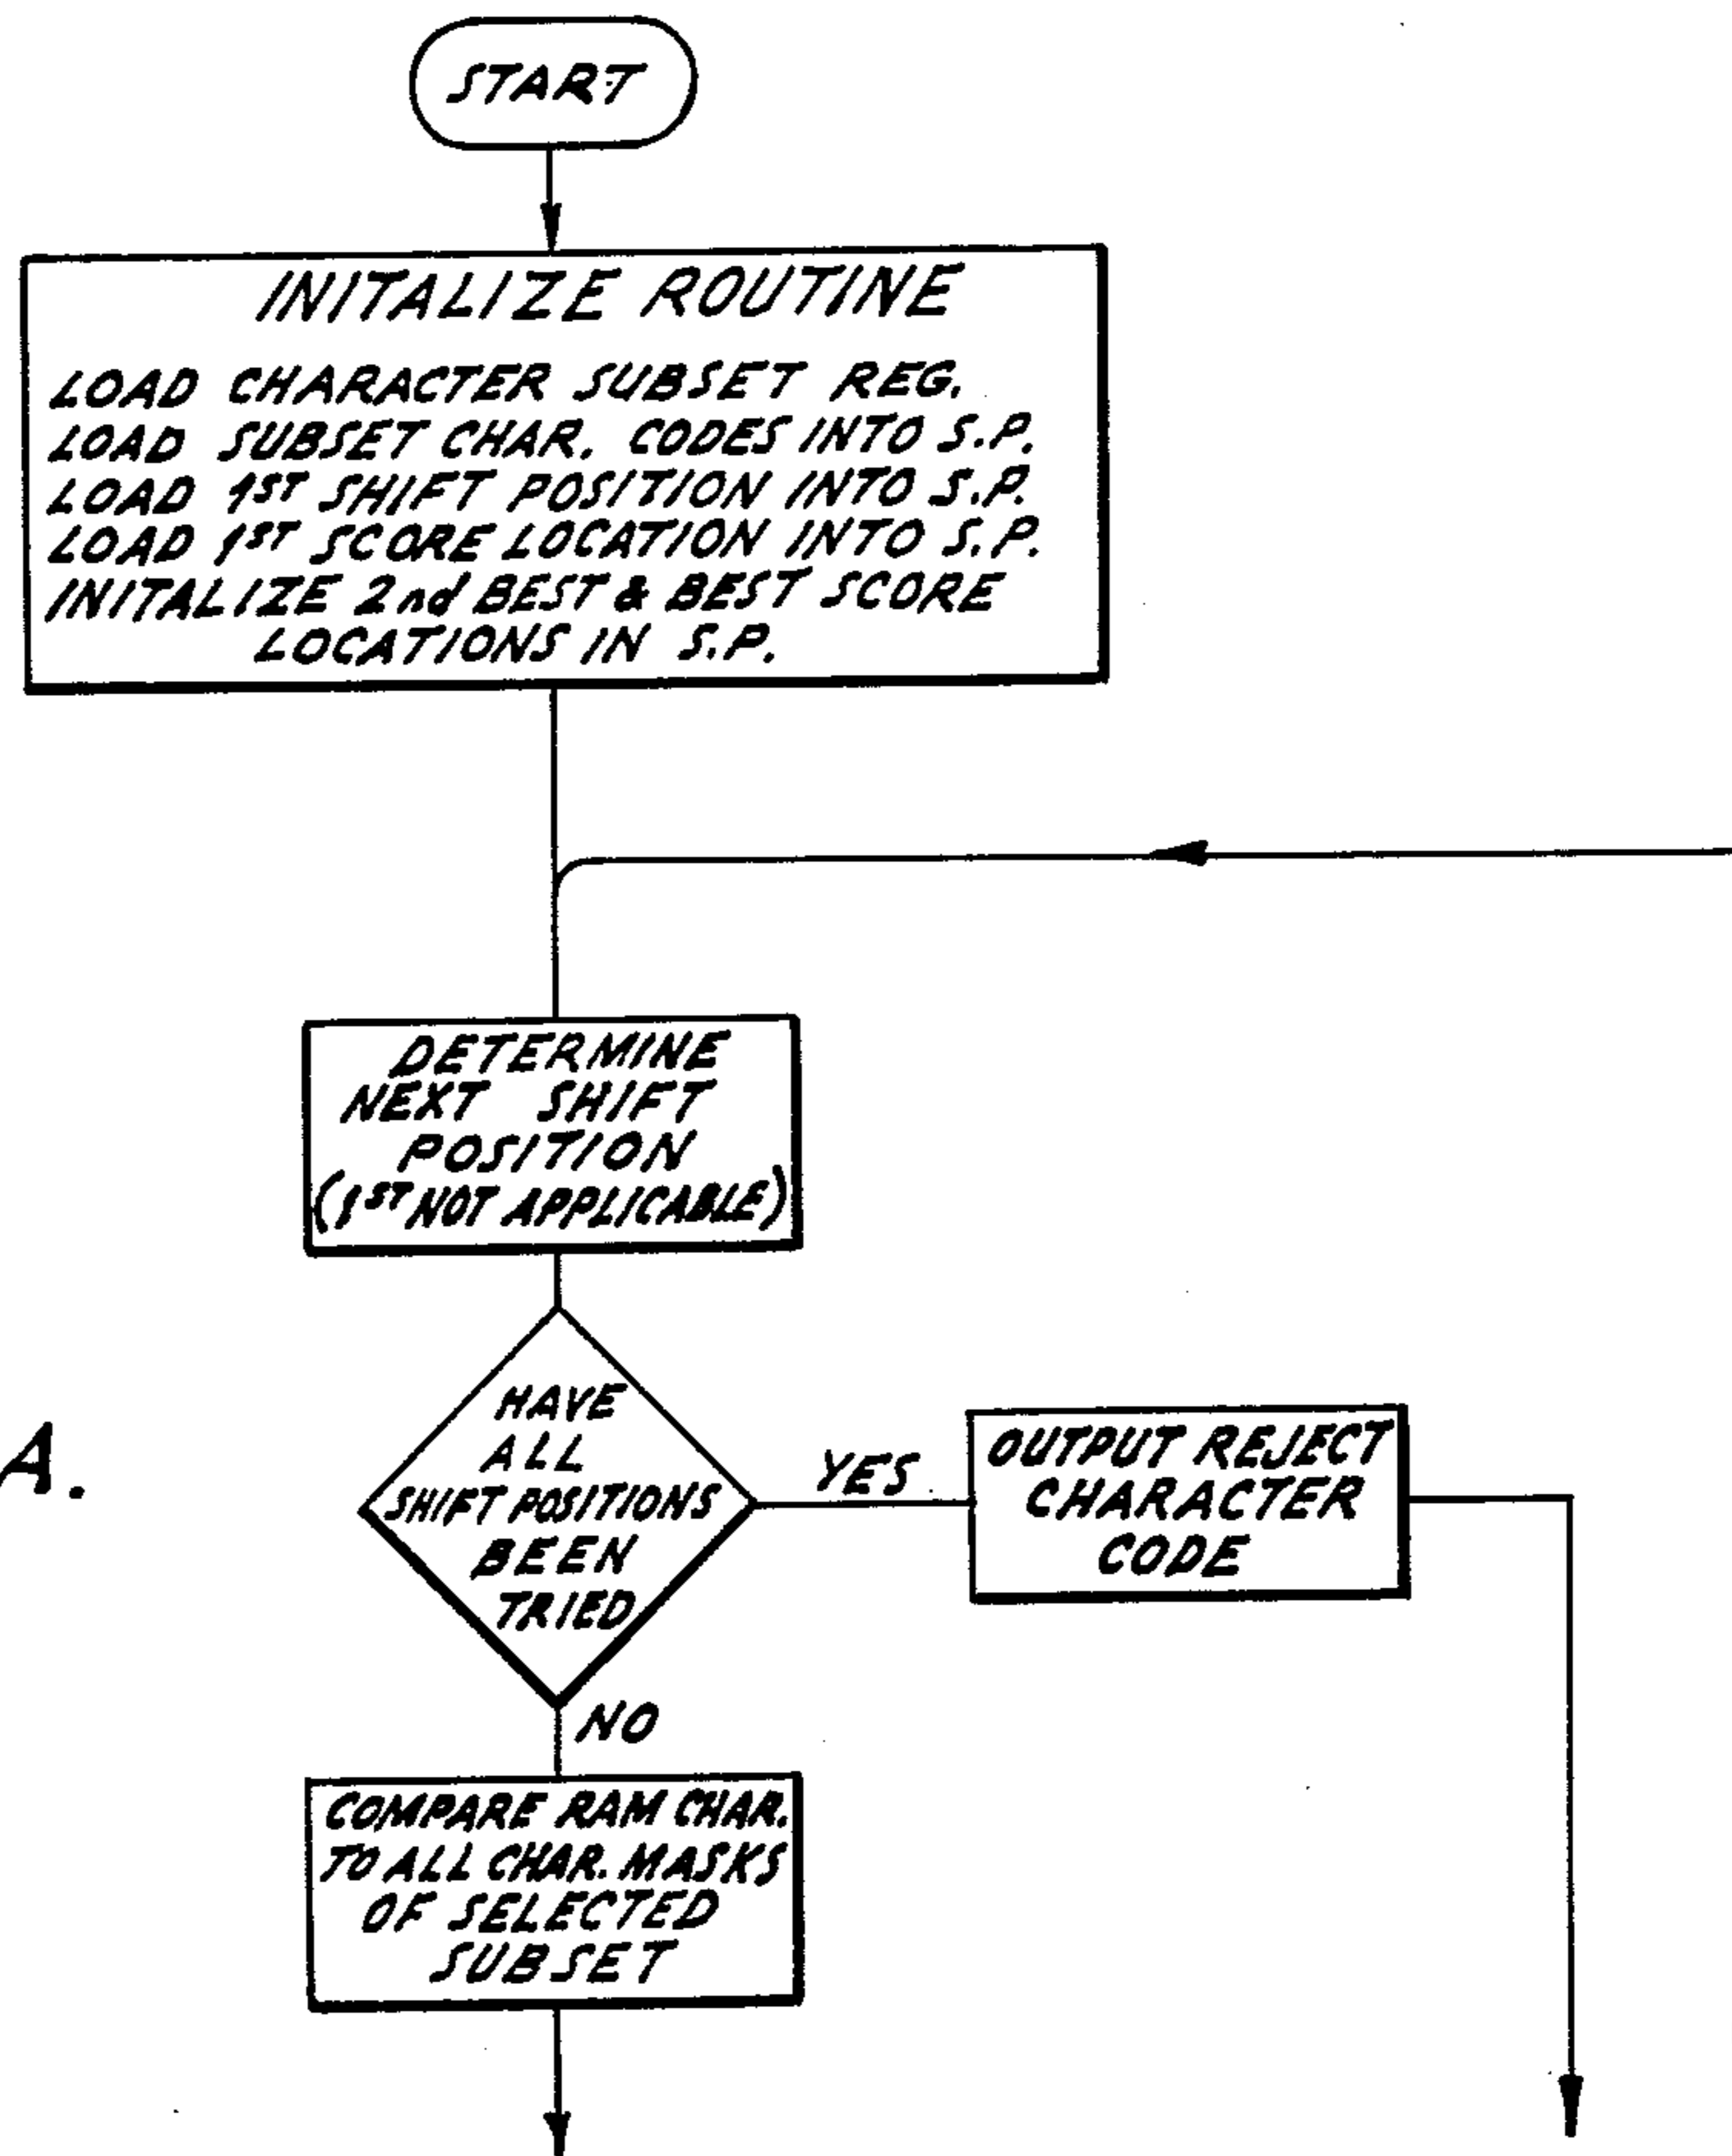 START
INITALIZE ROUTINE
LOAD CHARACTER SUBSET REG.
LOAD SUBSET CHAR. CODES INTO S.P.
LOAD 1ST SHIFT POSITION INTO S.P.
LOAD 1ST SCORE LOCATION INTO S.P.
INITALIZE 2nd BEST & BEST SCORE
LOCATIONS IN S.P.
DETERMINE
NEXT SHIFT
POSITION
(1ST NOT APPLICABLE)
HAVE
ALL
SHIFT POSITIONS
BEEN
TRIED
YES
OUTPUT REJECT
CHARACTER
CODE
A.
NO
COMPARE RAM CHAR.
TO ALL CHAR. MASKS
OF SELECTED
SUBSET